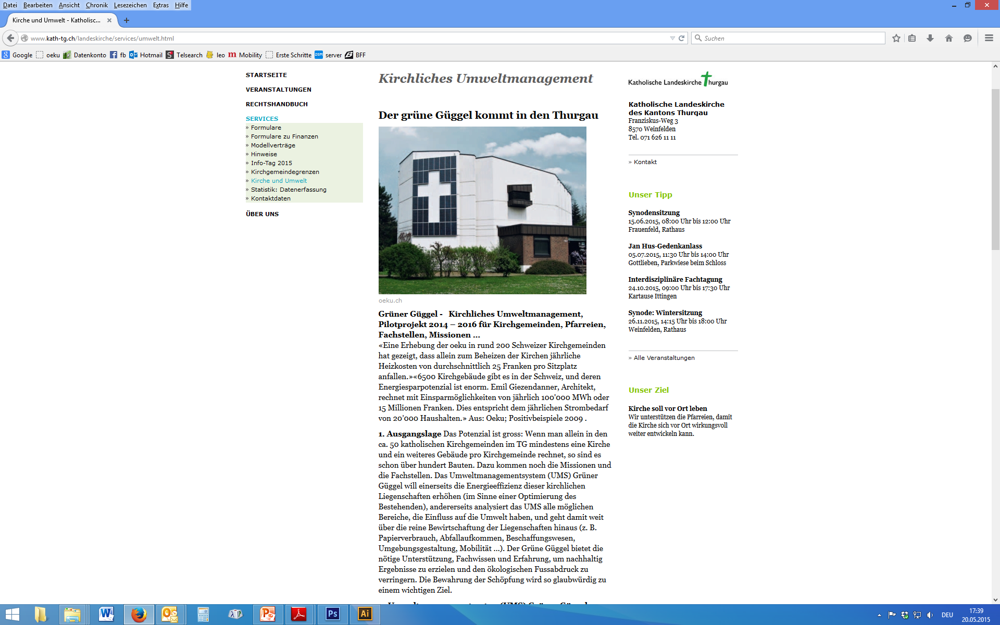 Datei Bearbeiten Ansicht Chronik Lesezeichen Extras Hilfe
Kirche und Umwelt - Katholisc...
www.kath-tg.ch/landeskirche/services/umwelt.html
Suchen
Google oeku Datenkonto fb Hotmail Telsearch leo Mobility Erste Schritte server BFF
STARTSEITE
VERANSTALTUNGEN
RECHTSHANDBUCH
SERVICES
» Formulare
» Formulare zu Finanzen
» Modellverträge
» Hinweise
» Info-Tag 2015
» Kirchgemeindegrenzen
» Kirche und Umwelt
» Statistik: Datenerfassung
» Kontaktdaten
ÜBER UNS
Kirchliches Umweltmanagement
Der grüne Güggel kommt in den Thurgau
oeku.ch
Grüner Güggel - Kirchliches Umweltmanagement,
Pilotprojekt 2014 – 2016 für Kirchgemeinden, Pfarreien,
Fachstellen, Missionen ...
«Eine Erhebung der oeku in rund 200 Schweizer Kirchgemeinden
hat gezeigt, dass allein zum Beheizen der Kirchen jährliche
Heizkosten von durchschnittlich 25 Franken pro Sitzplatz
anfallen.»«6500 Kirchgebäude gibt es in der Schweiz, und deren
Energiesparpotenzial ist enorm. Emil Giezendanner, Architekt,
rechnet mit Einsparmöglichkeiten von jährlich 100'000 MWh oder
15 Millionen Franken. Dies entspricht dem jährlichen Strombedarf
von 20’000 Haushalten.» Aus: Oeku; Positivbeispiele 2009 .
1. Ausgangslage Das Potenzial ist gross: Wenn man allein in den
ca. 50 katholischen Kirchgemeinden im TG mindestens eine Kirche
und ein weiteres Gebäude pro Kirchgemeinde rechnet, so sind es
schon über hundert Bauten. Dazu kommen noch die Missionen und
die Fachstellen. Das Umweltmanagementsystem (UMS) Grüner
Güggel will einerseits die Energieeffizienz dieser kirchlichen
Liegenschaften erhöhen (im Sinne einer Optimierung des
Bestehenden), andererseits analysiert das UMS alle möglichen
Bereiche, die Einfluss auf die Umwelt haben, und geht damit weit
über die reine Bewirtschaftung der Liegenschaften hinaus (z. B.
Papierverbrauch, Abfallaufkommen, Beschaffungswesen,
Umgebungsgestaltung, Mobilität ...). Der Grüne Güggel bietet die
nötige Unterstützung, Fachwissen und Erfahrung, um nachhaltig
Ergebnisse zu erzielen und den ökologischen Fussabdruck zu
verringern. Die Bewahrung der Schöpfung wird so glaubwürdig zu
einem wichtigen Ziel.
Katholische Landeskirche Thurgau
Katholische Landeskirche
des Kantons Thurgau
Franziskus-Weg 3
8570 Weinfelden
Tel. 071 626 11 11
» Kontakt
Unser Tipp
Synodensitzung
15.06.2015, 08:00 Uhr bis 12:00 Uhr
Frauenfeld, Rathaus
Jan Hus-Gedenkanlass
05.07.2015, 11:30 Uhr bis 14:00 Uhr
Gottlieben, Parkwiese beim Schloss
Interdisziplinäre Fachtagung
24.10.2015, 09:00 Uhr bis 17:30 Uhr
Kartause Ittingen
Synode: Wintersitzung
26.11.2015, 14:15 Uhr bis 18:00 Uhr
Weinfelden, Rathaus
» Alle Veranstaltungen
Unser Ziel
Kirche soll vor Ort leben
Wir unterstützen die Pfarreien, damit
die Kirche sich vor Ort wirkungsvoll
weiter entwickeln kann.
DEU
17:39
20.05.2015